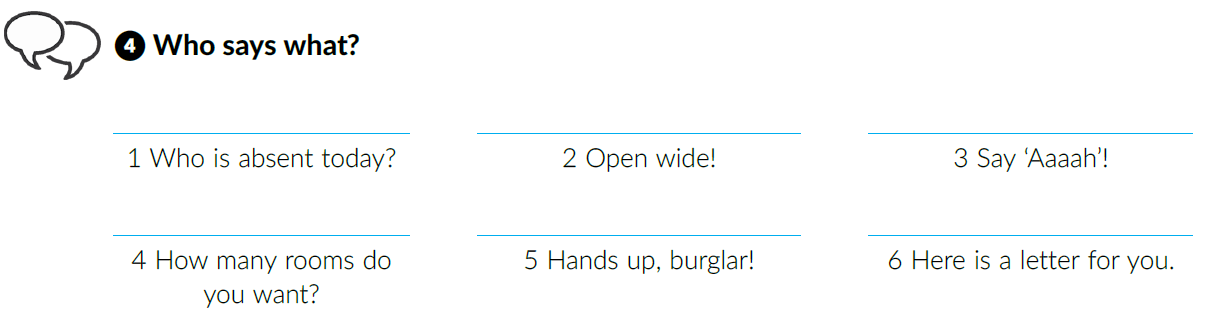 4 Who says what?
1 Who is absent today?
2 Open wide!
3 Say ‘Aaaah’!
4 How many rooms do
you want?
5 Hands up, burglar!
6 Here is a letter for you.